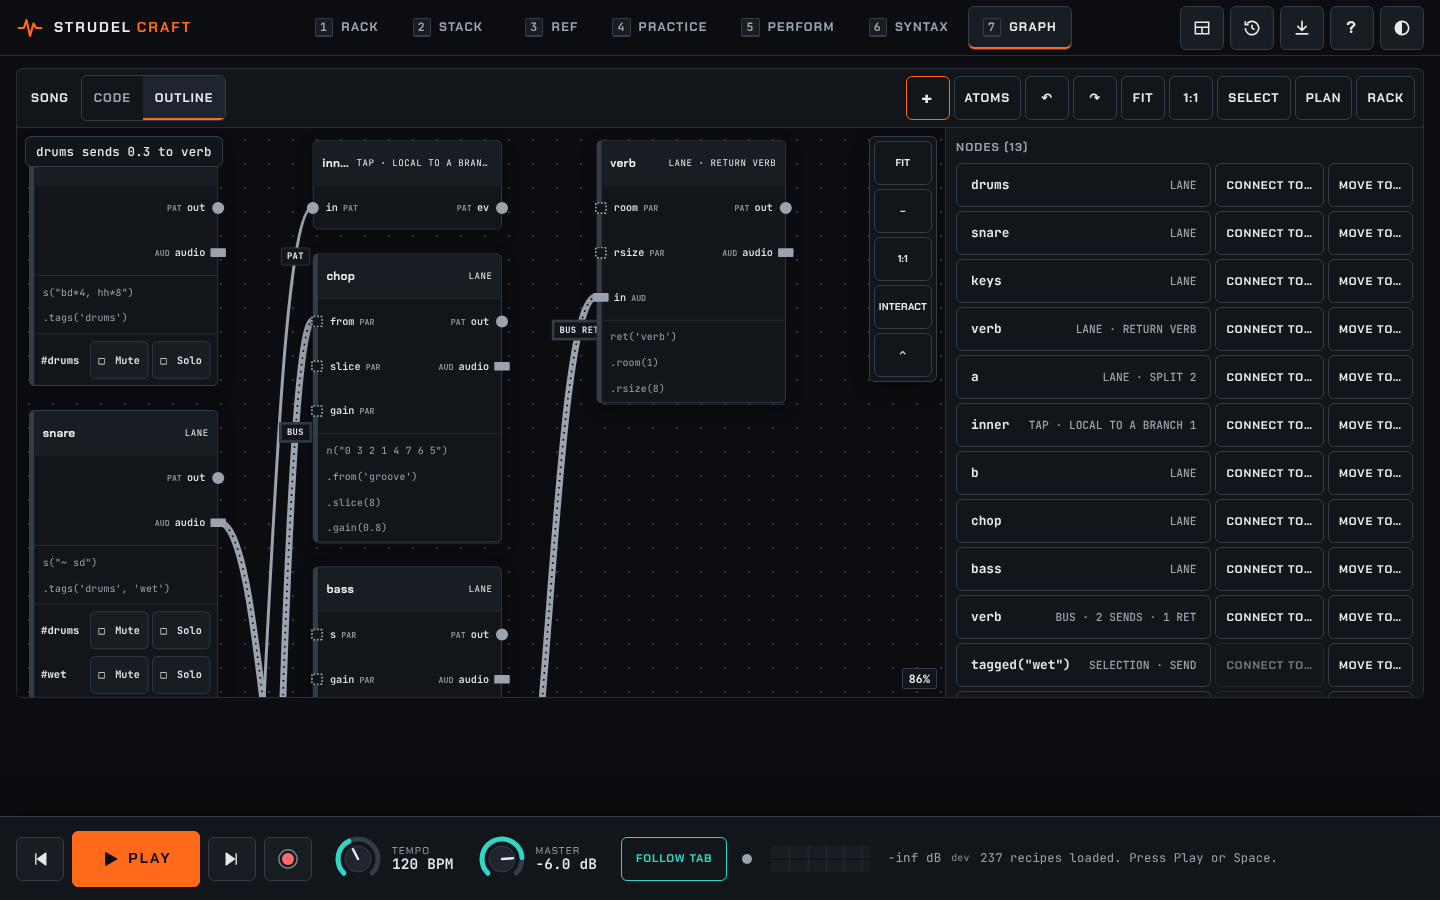 STRUDEL CRAFT
1 RACK
2 STACK
3 REF
4 PRACTICE
5 PERFORM
6 SYNTAX
7 GRAPH
?
SONG
CODE
OUTLINE
+
ATOMS
↶
↷
FIT
1:1
SELECT
PLAN
RACK
drums sends 0.3 to verb
PAT out
AUD audio
s("bd*4, hh*8")
.tags('drums')
#drums
Mute
Solo
snare
LANE
PAT out
AUD audio
s("~ sd")
.tags('drums', 'wet')
#drums
Mute
Solo
#wet
Mute
Solo
PAT
BUS
inn… TAP · LOCAL TO A BRAN…
in PAT
PAT ev
chop
LANE
from PAR
PAT out
slice PAR
AUD audio
gain PAR
n("0 3 2 1 4 7 6 5")
.from('groove')
.slice(8)
.gain(0.8)
bass
LANE
s PAR
PAT out
gain PAR
AUD audio
BUS RET
verb
LANE · RETURN VERB
room PAR
PAT out
rsize PAR
AUD audio
in AUD
ret('verb')
.room(1)
.rsize(8)
FIT
−
1:1
INTERACT
^
86%
NODES (13)
drums LANE CONNECT TO… MOVE TO…
snare LANE CONNECT TO… MOVE TO…
keys LANE CONNECT TO… MOVE TO…
verb LANE · RETURN VERB CONNECT TO… MOVE TO…
a LANE · SPLIT 2 CONNECT TO… MOVE TO…
inner TAP · LOCAL TO A BRANCH 1 CONNECT TO… MOVE TO…
b LANE CONNECT TO… MOVE TO…
chop LANE CONNECT TO… MOVE TO…
bass LANE CONNECT TO… MOVE TO…
verb BUS · 2 SENDS · 1 RET CONNECT TO… MOVE TO…
tagged("wet") SELECTION · SEND CONNECT TO… MOVE TO…
PLAY
TEMPO
120 BPM
MASTER
-6.0 dB
FOLLOW TAB
-inf dB
dev
237 recipes loaded. Press Play or Space.